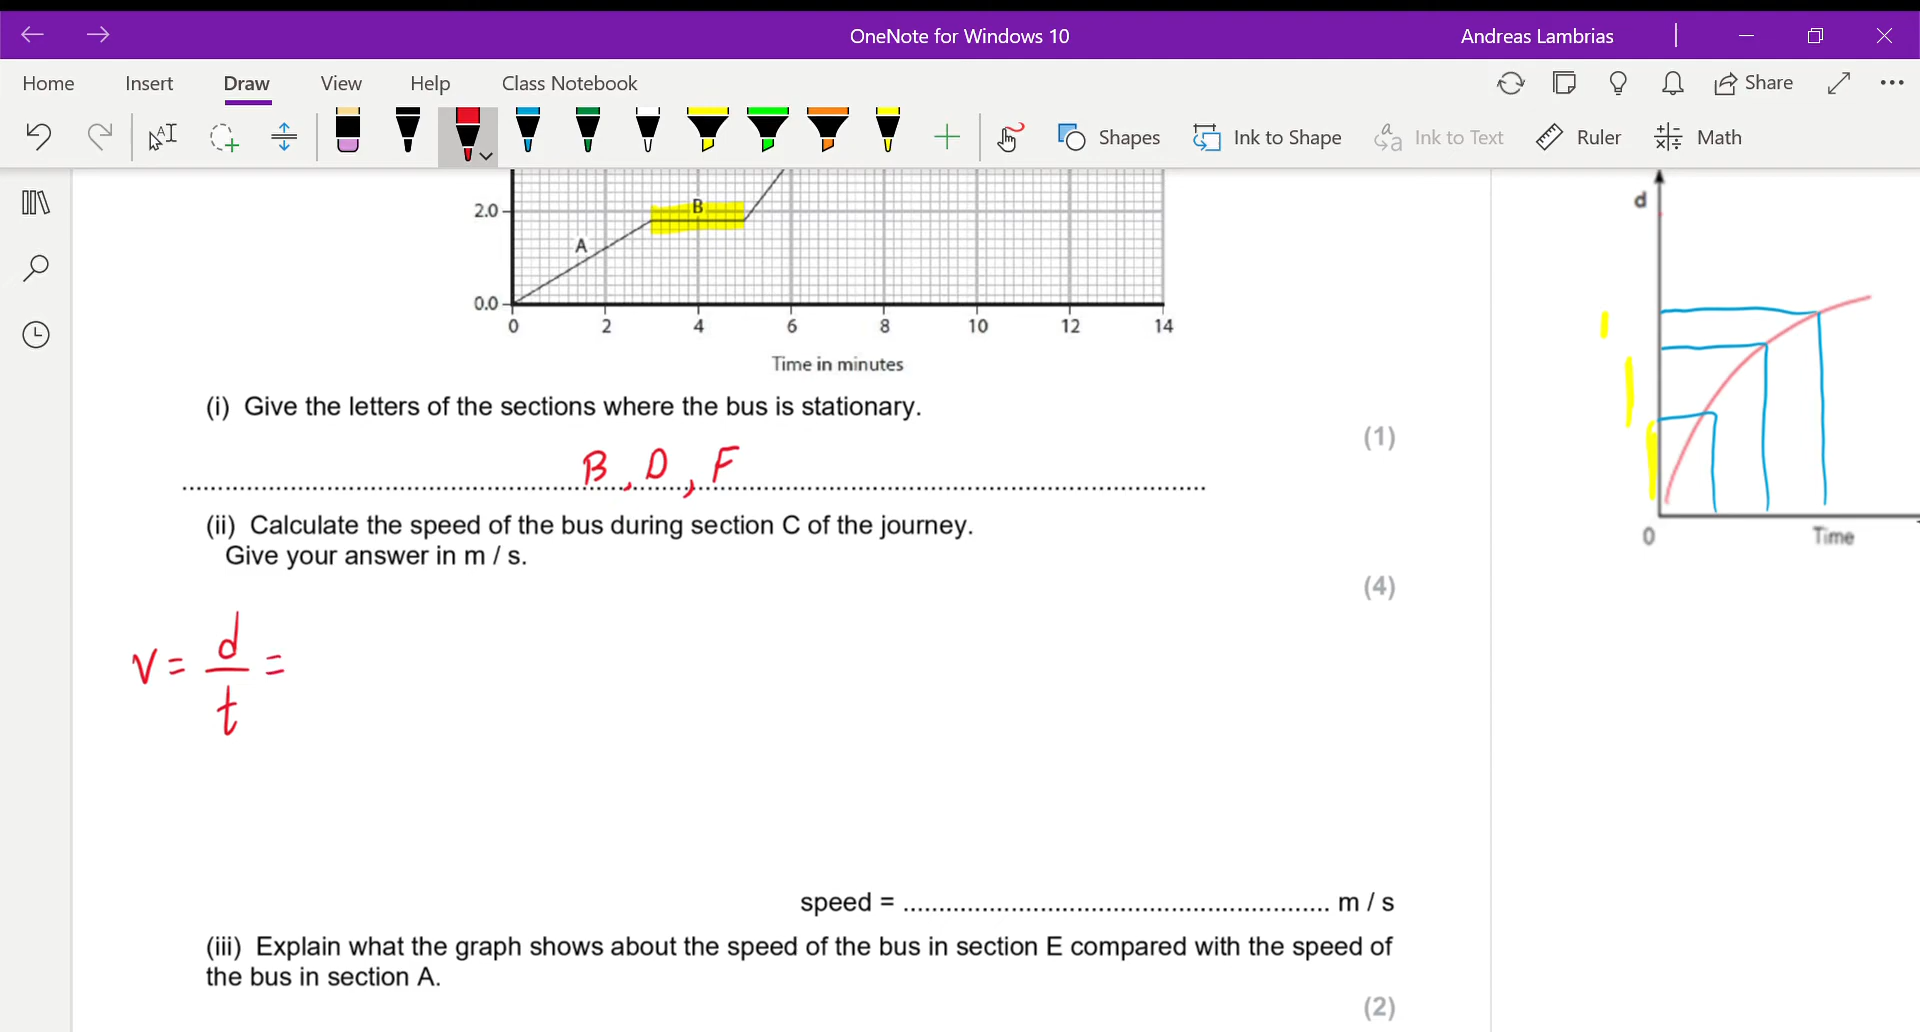 OneNote for Windows 10
Andreas Lambrias
Home Insert Draw View Help Class Notebook
Share
Shapes Ink to Shape Ink to Text Ruler Math
2.0
B
A
0.0
0 2 4 6 8 10 12 14
Time in minutes
(i) Give the letters of the sections where the bus is stationary.
(1)
B, D, F
(ii) Calculate the speed of the bus during section C of the journey.
Give your answer in m / s.
(4)
v = d/t =
speed = ........................................................... m / s
(iii) Explain what the graph shows about the speed of the bus in section E compared with the speed of
the bus in section A.
(2)
d
0 Time